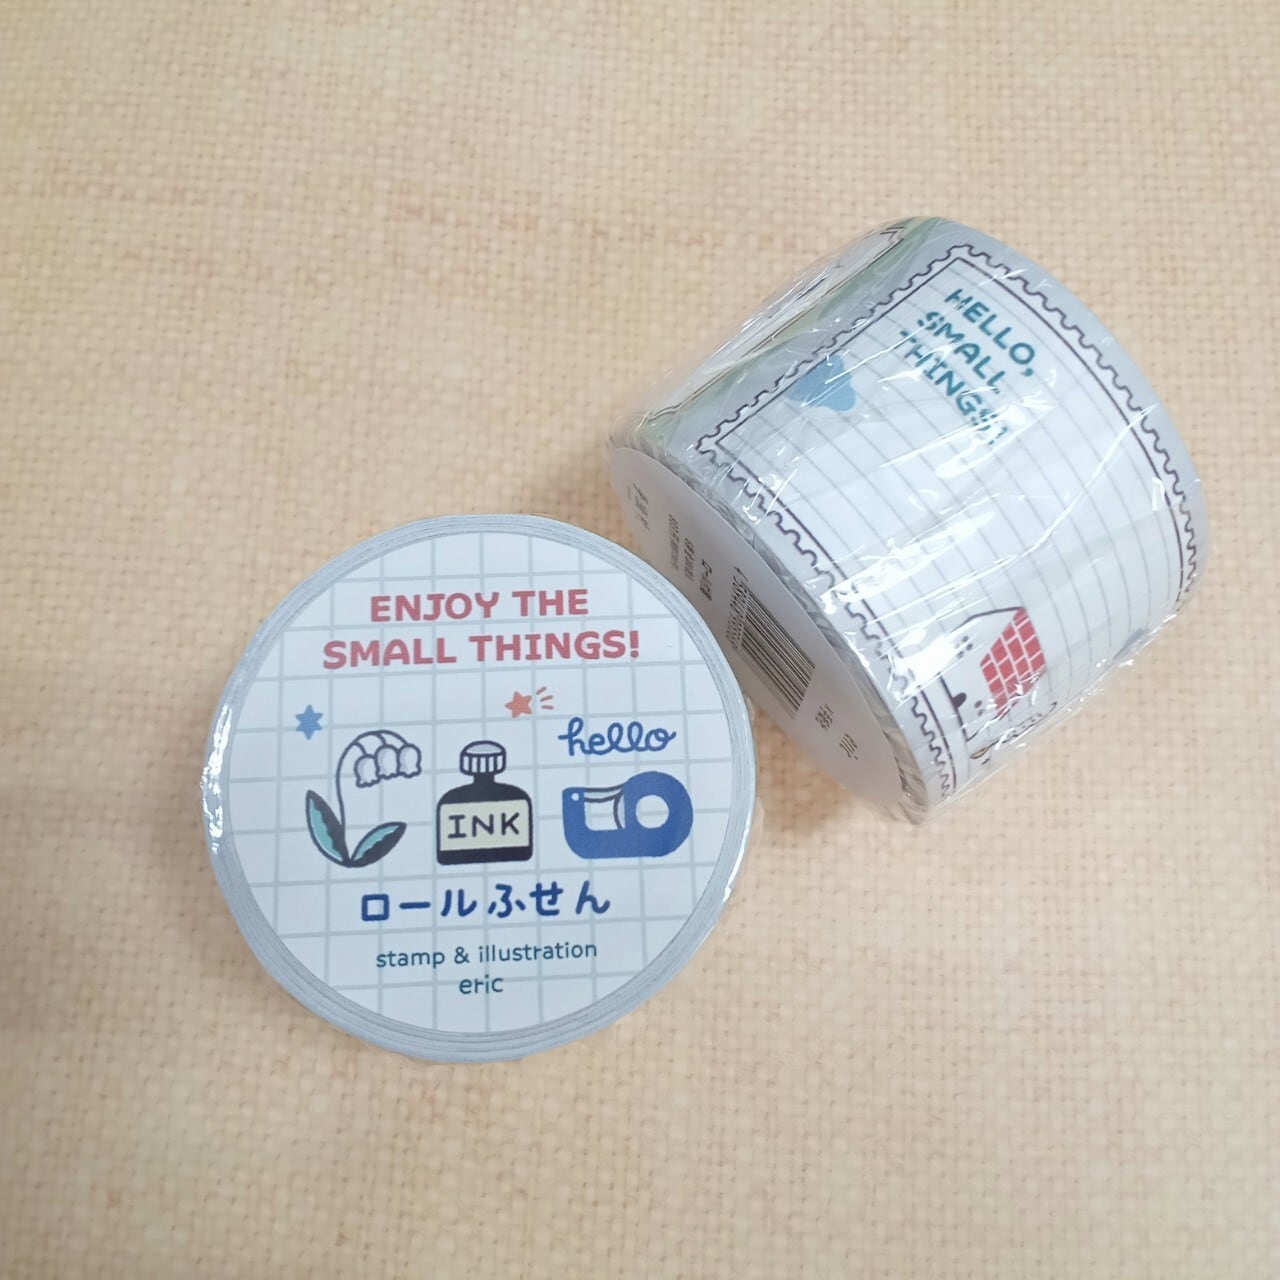 ENJOY THE
SMALL THINGS!
hello
INK
ロールふせん
stamp & illustration
eric
HELLO,
SMALL
THINGS!